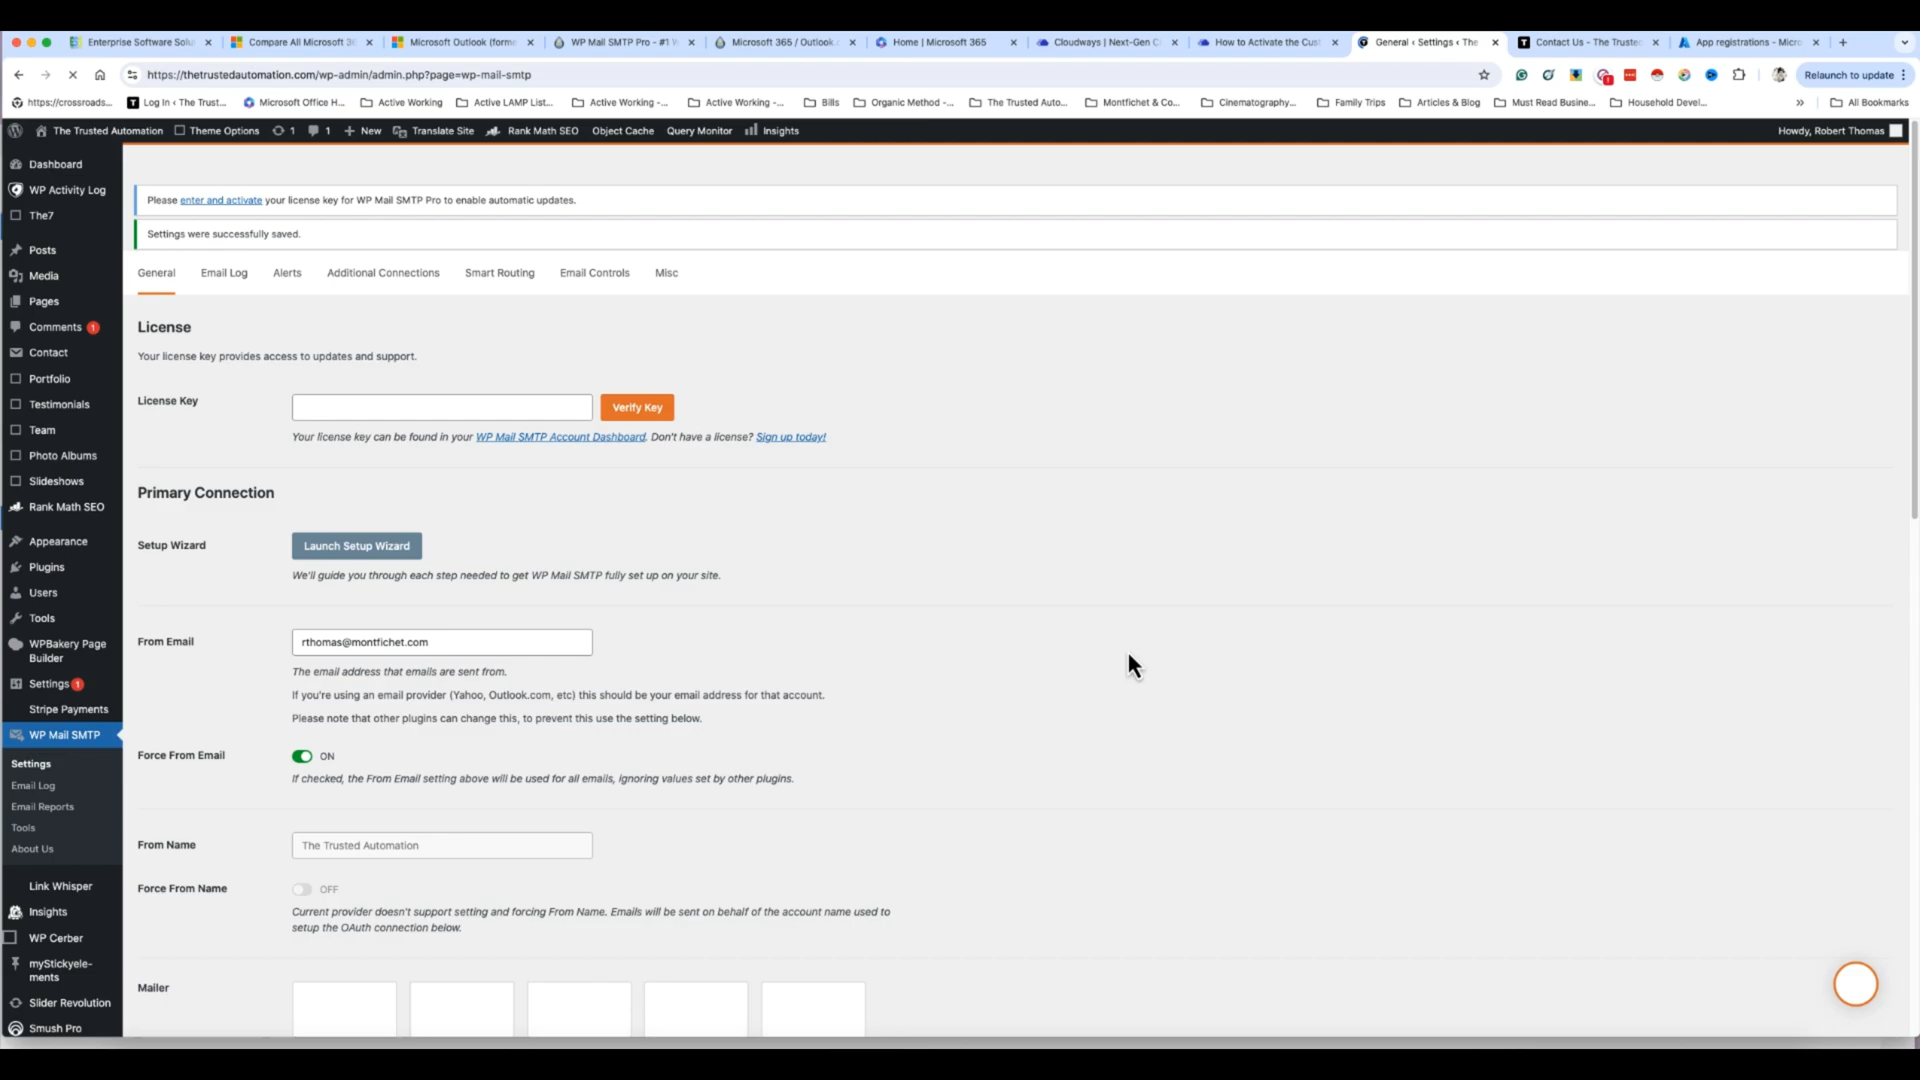 Enterprise Software Solu
Compare All Microsoft 36
Microsoft Outlook (forme
WP Mail SMTP Pro - #1 W
Microsoft 365 / Outlook.
Home | Microsoft 365
Cloudways | Next-Gen C
How to Activate the Cust
General ‹ Settings ‹ The
Contact Us - The Trusted
App registrations - Micro
https://thetrustedautomation.com/wp-admin/admin.php?page=wp-mail-smtp
Relaunch to update
https://crossroads...
Log In ‹ The Trust...
Microsoft Office H...
Active Working
Active LAMP List...
Active Working -...
Active Working -...
Bills
Organic Method -...
The Trusted Auto...
Montfichet & Co...
Cinematography...
Family Trips
Articles & Blog
Must Read Busine...
Household Devel...
»
All Bookmarks
The Trusted Automation
Theme Options
1
1
New
Translate Site
Rank Math SEO
Object Cache
Query Monitor
Insights
Howdy, Robert Thomas
Dashboard
WP Activity Log
The7
Posts
Media
Pages
Comments 1
Contact
Portfolio
Testimonials
Team
Photo Albums
Slideshows
Rank Math SEO
Appearance
Plugins
Users
Tools
WPBakery Page
Builder
Settings 1
Stripe Payments
WP Mail SMTP
Settings
Email Log
Email Reports
Tools
About Us
Link Whisper
Insights
WP Cerber
myStickyele-
ments
Slider Revolution
Smush Pro
Please enter and activate your license key for WP Mail SMTP Pro to enable automatic updates.
Settings were successfully saved.
General
Email Log
Alerts
Additional Connections
Smart Routing
Email Controls
Misc
License
Your license key provides access to updates and support.
License Key
Verify Key
Your license key can be found in your WP Mail SMTP Account Dashboard. Don't have a license? Sign up today!
Primary Connection
Setup Wizard
Launch Setup Wizard
We'll guide you through each step needed to get WP Mail SMTP fully set up on your site.
From Email
rthomas@montfichet.com
The email address that emails are sent from.
If you're using an email provider (Yahoo, Outlook.com, etc) this should be your email address for that account.
Please note that other plugins can change this, to prevent this use the setting below.
Force From Email
ON
If checked, the From Email setting above will be used for all emails, ignoring values set by other plugins.
From Name
The Trusted Automation
Force From Name
OFF
Current provider doesn't support setting and forcing From Name. Emails will be sent on behalf of the account name used to
setup the OAuth connection below.
Mailer